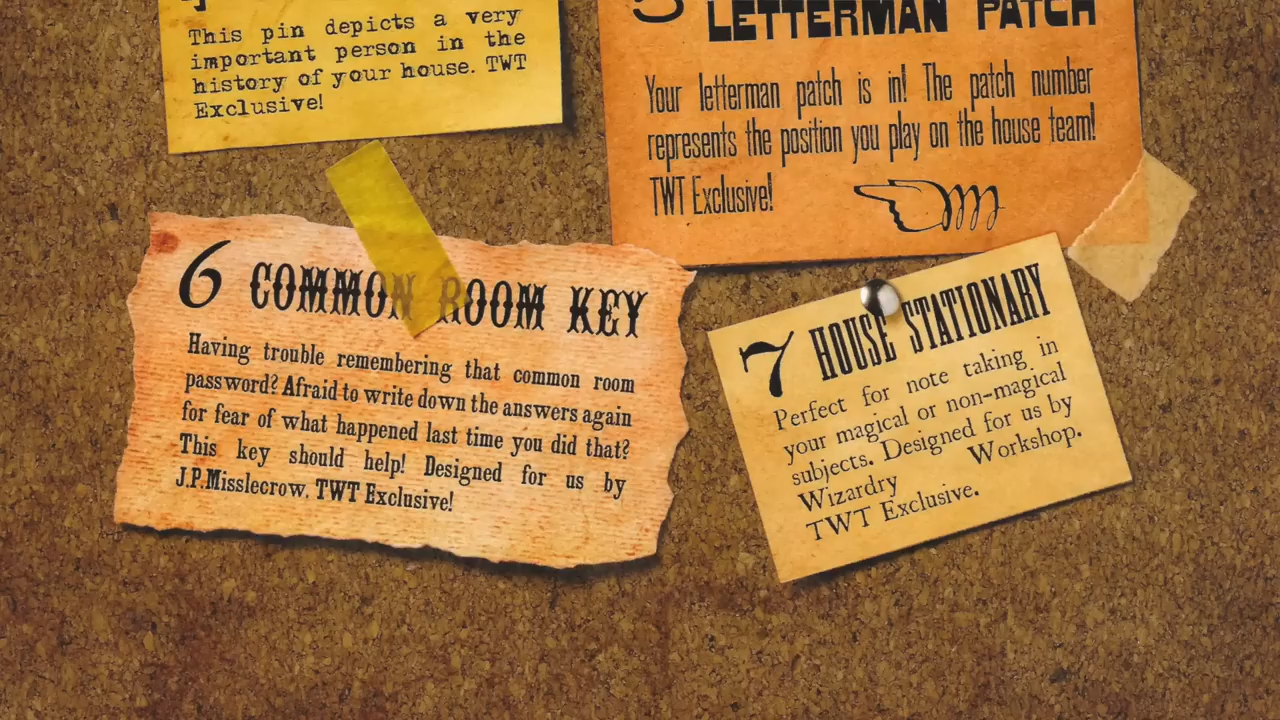 This pin depicts a very
important person in the
history of your house. TWT
Exclusive!
LETTERMAN PATCH
Your letterman patch is in! The patch number
represents the position you play on the house team!
TWT Exclusive!
6 COMMON ROOM KEY
Having trouble remembering that common room
password? Afraid to write down the answers again
for fear of what happened last time you did that?
This key should help! Designed for us by
J.P.Misslecrow. TWT Exclusive!
7 HOUSE STATIONARY
Perfect for note taking in
your magical or non-magical
subjects. Designed for us by
Wizardry Workshop.
TWT Exclusive.